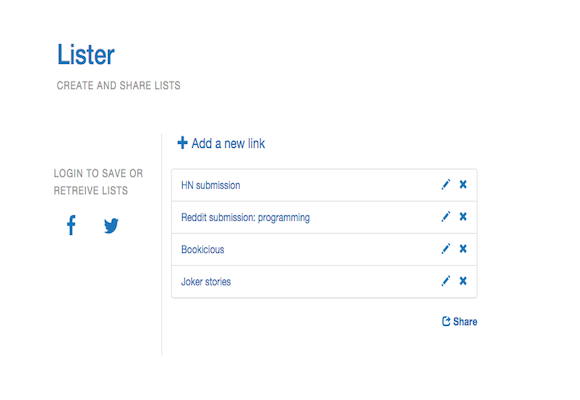 Lister
CREATE AND SHARE LISTS
LOGIN TO SAVE OR
RETREIVE LISTS
Add a new link
HN submission
Reddit submission: programming
Bookicious
Joker stories
Share